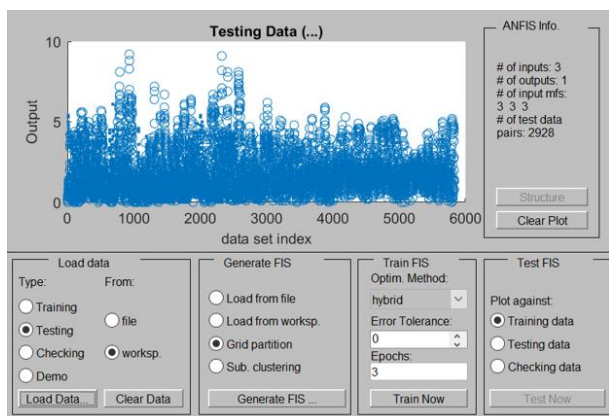 Testing Data (...)
10
5
0
Output
0 1000 2000 3000 4000 5000 6000
data set index
ANFIS Info.
# of inputs: 3
# of outputs: 1
# of input mfs:
3 3 3
# of test data
pairs: 2928
Structure
Clear Plot
Load data
Type: From:
Training
Testing
Checking
Demo
file
worksp.
Load Data... Clear Data
Generate FIS
Load from file
Load from worksp.
Grid partition
Sub. clustering
Generate FIS ...
Train FIS
Optim. Method:
hybrid
Error Tolerance:
0
Epochs:
3
Train Now
Test FIS
Plot against:
Training data
Testing data
Checking data
Test Now